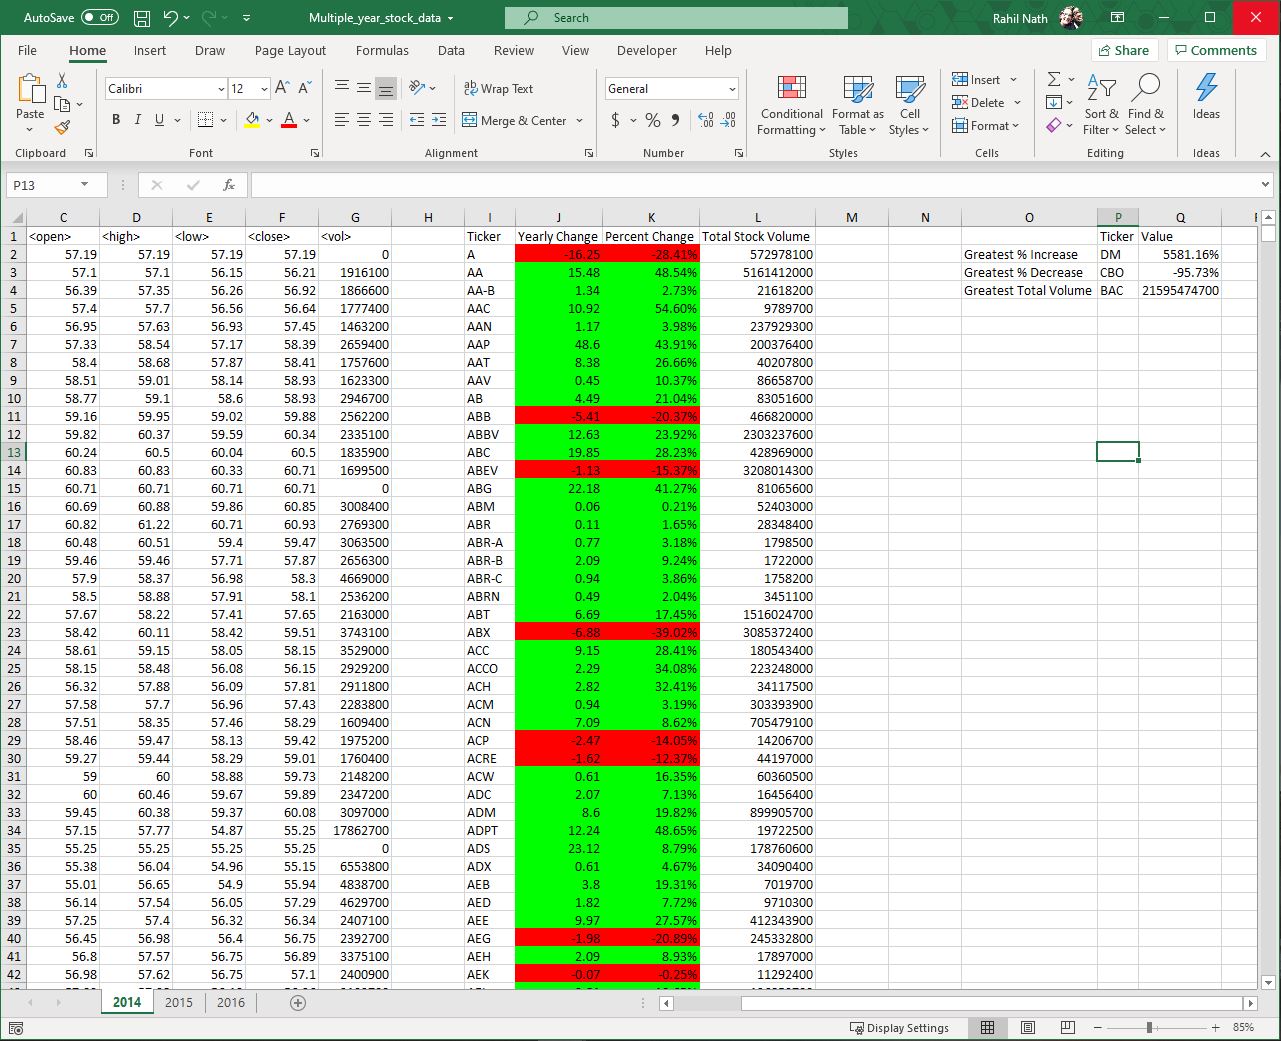 AutoSave Off Multiple_year_stock_data Search Rahil Nath
File Home Insert Draw Page Layout Formulas Data Review View Developer Help Share Comments
Paste Calibri 12 A A B I U A
ab Wrap Text Merge & Center
General $ % 9 .00 .00
Conditional Formatting Format as Table Cell Styles
Insert Delete Format
Sort & Filter Find & Select Ideas
Clipboard Font Alignment Number Styles Cells Editing Ideas
P13 fx
C D E F G H I J K L M N O P Q
1 <open> <high> <low> <close> <vol> Ticker Yearly Change Percent Change Total Stock Volume Ticker Value
2 57.19 57.19 57.19 57.19 0 A -16.25 -28.41% 572978100 Greatest % Increase DM 5581.16%
3 57.1 57.1 56.15 56.21 1916100 AA 15.48 48.54% 5161412000 Greatest % Decrease CBO -95.73%
4 56.39 57.35 56.26 56.92 1866600 AA-B 1.34 2.73% 21618200 Greatest Total Volume BAC 21595474700
5 57.4 57.7 56.56 56.64 1777400 AAC 10.92 54.60% 9789700
6 56.95 57.63 56.93 57.45 1463200 AAN 1.17 3.98% 237929300
7 57.33 58.54 57.17 58.39 2659400 AAP 48.6 43.91% 200376400
8 58.4 58.68 57.87 58.41 1757600 AAT 8.38 26.66% 40207800
9 58.51 59.01 58.14 58.93 1623300 AAV 0.45 10.37% 86658700
10 58.77 59.1 58.6 58.93 2946700 AB 4.49 21.04% 83051600
11 59.16 59.95 59.02 59.88 2562200 ABB -5.41 -20.37% 466820000
12 59.82 60.37 59.59 60.34 2335100 ABBV 12.63 23.92% 2303237600
13 60.24 60.5 60.04 60.5 1835900 ABC 19.85 28.23% 428969000
14 60.83 60.83 60.33 60.71 1699500 ABEV -1.13 -15.37% 3208014300
15 60.71 60.71 60.71 60.71 0 ABG 22.18 41.27% 81065600
16 60.69 60.88 59.86 60.85 3008400 ABM 0.06 0.21% 52403000
17 60.82 61.22 60.71 60.93 2769300 ABR 0.11 1.65% 28348400
18 60.48 60.51 59.4 59.47 3063500 ABR-A 0.77 3.18% 1798500
19 59.46 59.46 57.71 57.87 2656300 ABR-B 2.09 9.24% 1722000
20 57.9 58.37 56.98 58.3 4669000 ABR-C 0.94 3.86% 1758200
21 58.5 58.88 57.91 58.1 2536200 ABRN 0.49 2.04% 3451100
22 57.67 58.22 57.41 57.65 2163000 ABT 6.69 17.45% 1516024700
23 58.42 60.11 58.42 59.51 3743100 ABX -6.88 -39.02% 3085372400
24 58.61 59.15 58.05 58.15 3529000 ACC 9.15 28.41% 180543400
25 58.15 58.48 56.08 56.15 2929200 ACCO 2.29 34.08% 223248000
26 56.32 57.88 56.09 57.81 2911800 ACH 2.82 32.41% 34117500
27 57.58 57.7 56.96 57.43 2283800 ACM 0.94 3.19% 303393900
28 57.51 58.35 57.46 58.29 1609400 ACN 7.09 8.62% 705479100
29 58.46 59.47 58.13 59.42 1975200 ACP -2.47 -14.05% 14206700
30 59.27 59.44 58.29 59.01 1760400 ACRE -1.62 -12.37% 44197000
31 59 60 58.88 59.73 2148200 ACW 0.61 16.35% 60360500
32 60 60.46 59.67 59.89 2347200 ADC 2.07 7.13% 16456400
33 59.45 60.38 59.37 60.08 3097000 ADM 8.6 19.82% 899905700
34 57.15 57.77 54.87 55.25 17862700 ADPT 12.24 48.65% 19722500
35 55.25 55.25 55.25 55.25 0 ADS 23.12 8.79% 178760600
36 55.38 56.04 54.96 55.15 6553800 ADX 0.61 4.67% 34090400
37 55.01 56.65 54.9 55.94 4838700 AEB 3.8 19.31% 7019700
38 56.14 57.54 56.05 57.29 4629700 AED 1.82 7.72% 9710300
39 57.25 57.4 56.32 56.34 2407100 AEE 9.97 27.57% 412343900
40 56.45 56.98 56.4 56.75 2392700 AEG -1.98 -20.89% 245332800
41 56.8 57.57 56.75 56.89 3375100 AEH 2.09 8.93% 17897000
42 56.98 57.62 56.75 57.1 2400900 AEK -0.07 -0.25% 11292400
2014 2015 2016
Display Settings 85%